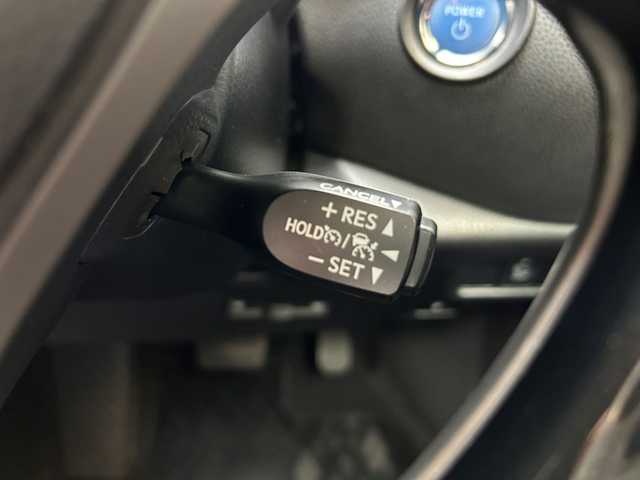 POWER
CANCEL
+ RES
HOLD /
- SET